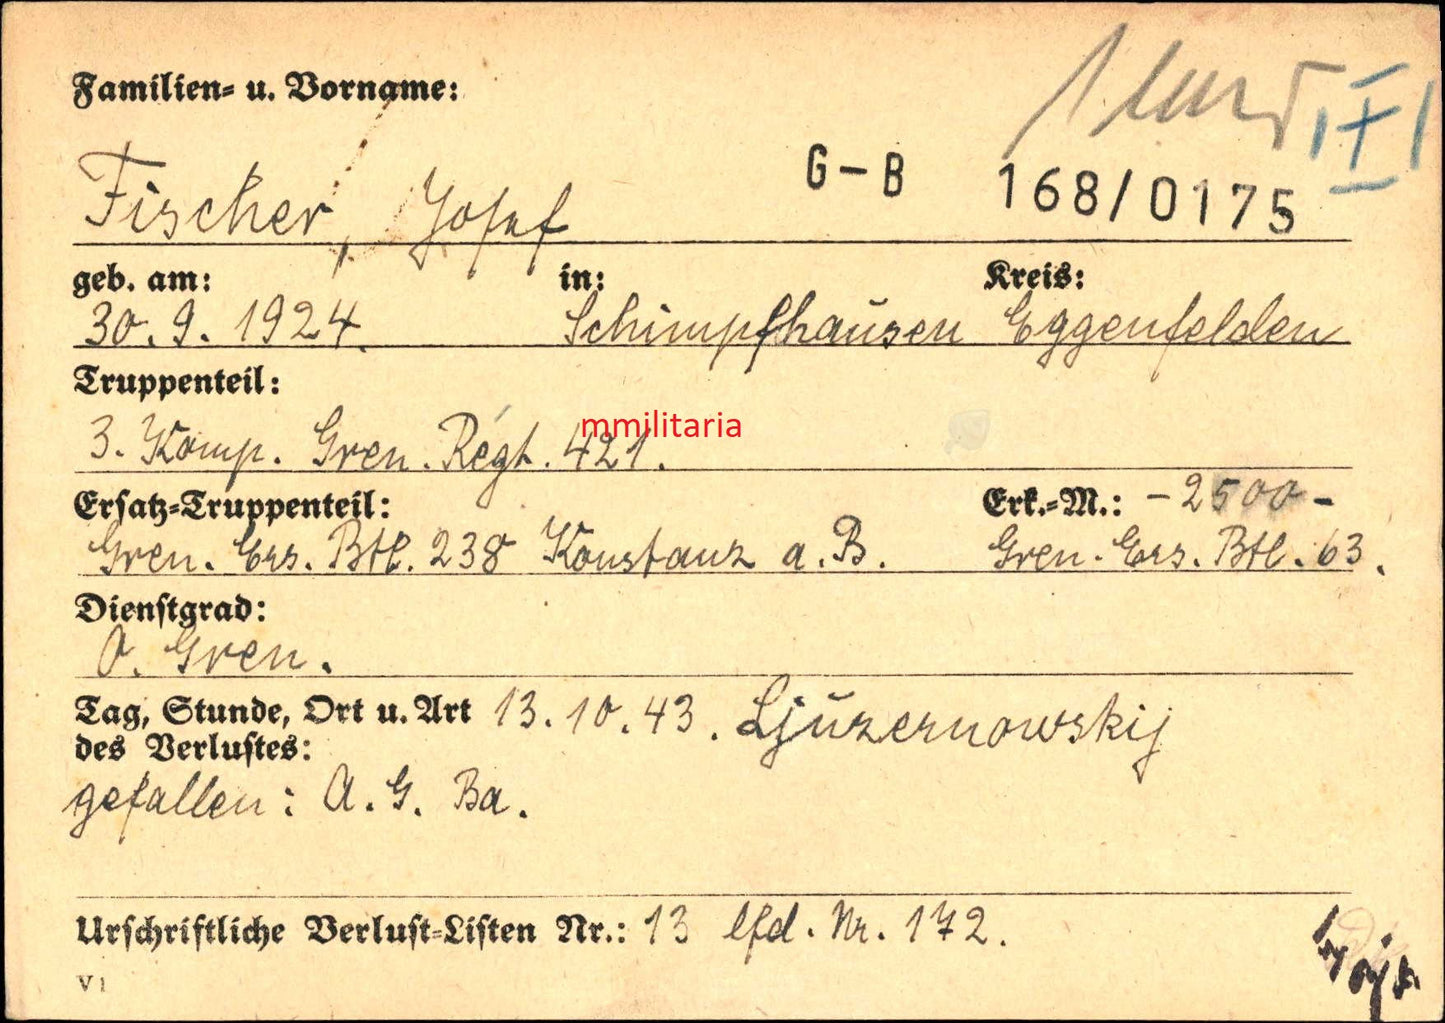 Familien- u. Vorname:
G-B 168/0175
Fischer, Josef
geb. am: in: Kreis:
30.9.1924. Schimpfhausen Eggenfelden
Truppenteil:
mmilitaria
3. Komp. Gren. Regt. 421.
Ersatz-Truppenteil: Erk.-M.: -2500-
Gren. Ers. Btl. 238 Konstanz a. B. Gren. Ers. Btl. 63.
Dienstgrad:
O. Gren.
Tag, Stunde, Ort u. Art 13.10.43. Ljuzernowskij
des Verlustes:
gefallen: A. G. Ba.
Urschriftliche Verlust-Listen Nr.: 13 lfd. Nr. 172.
V 1